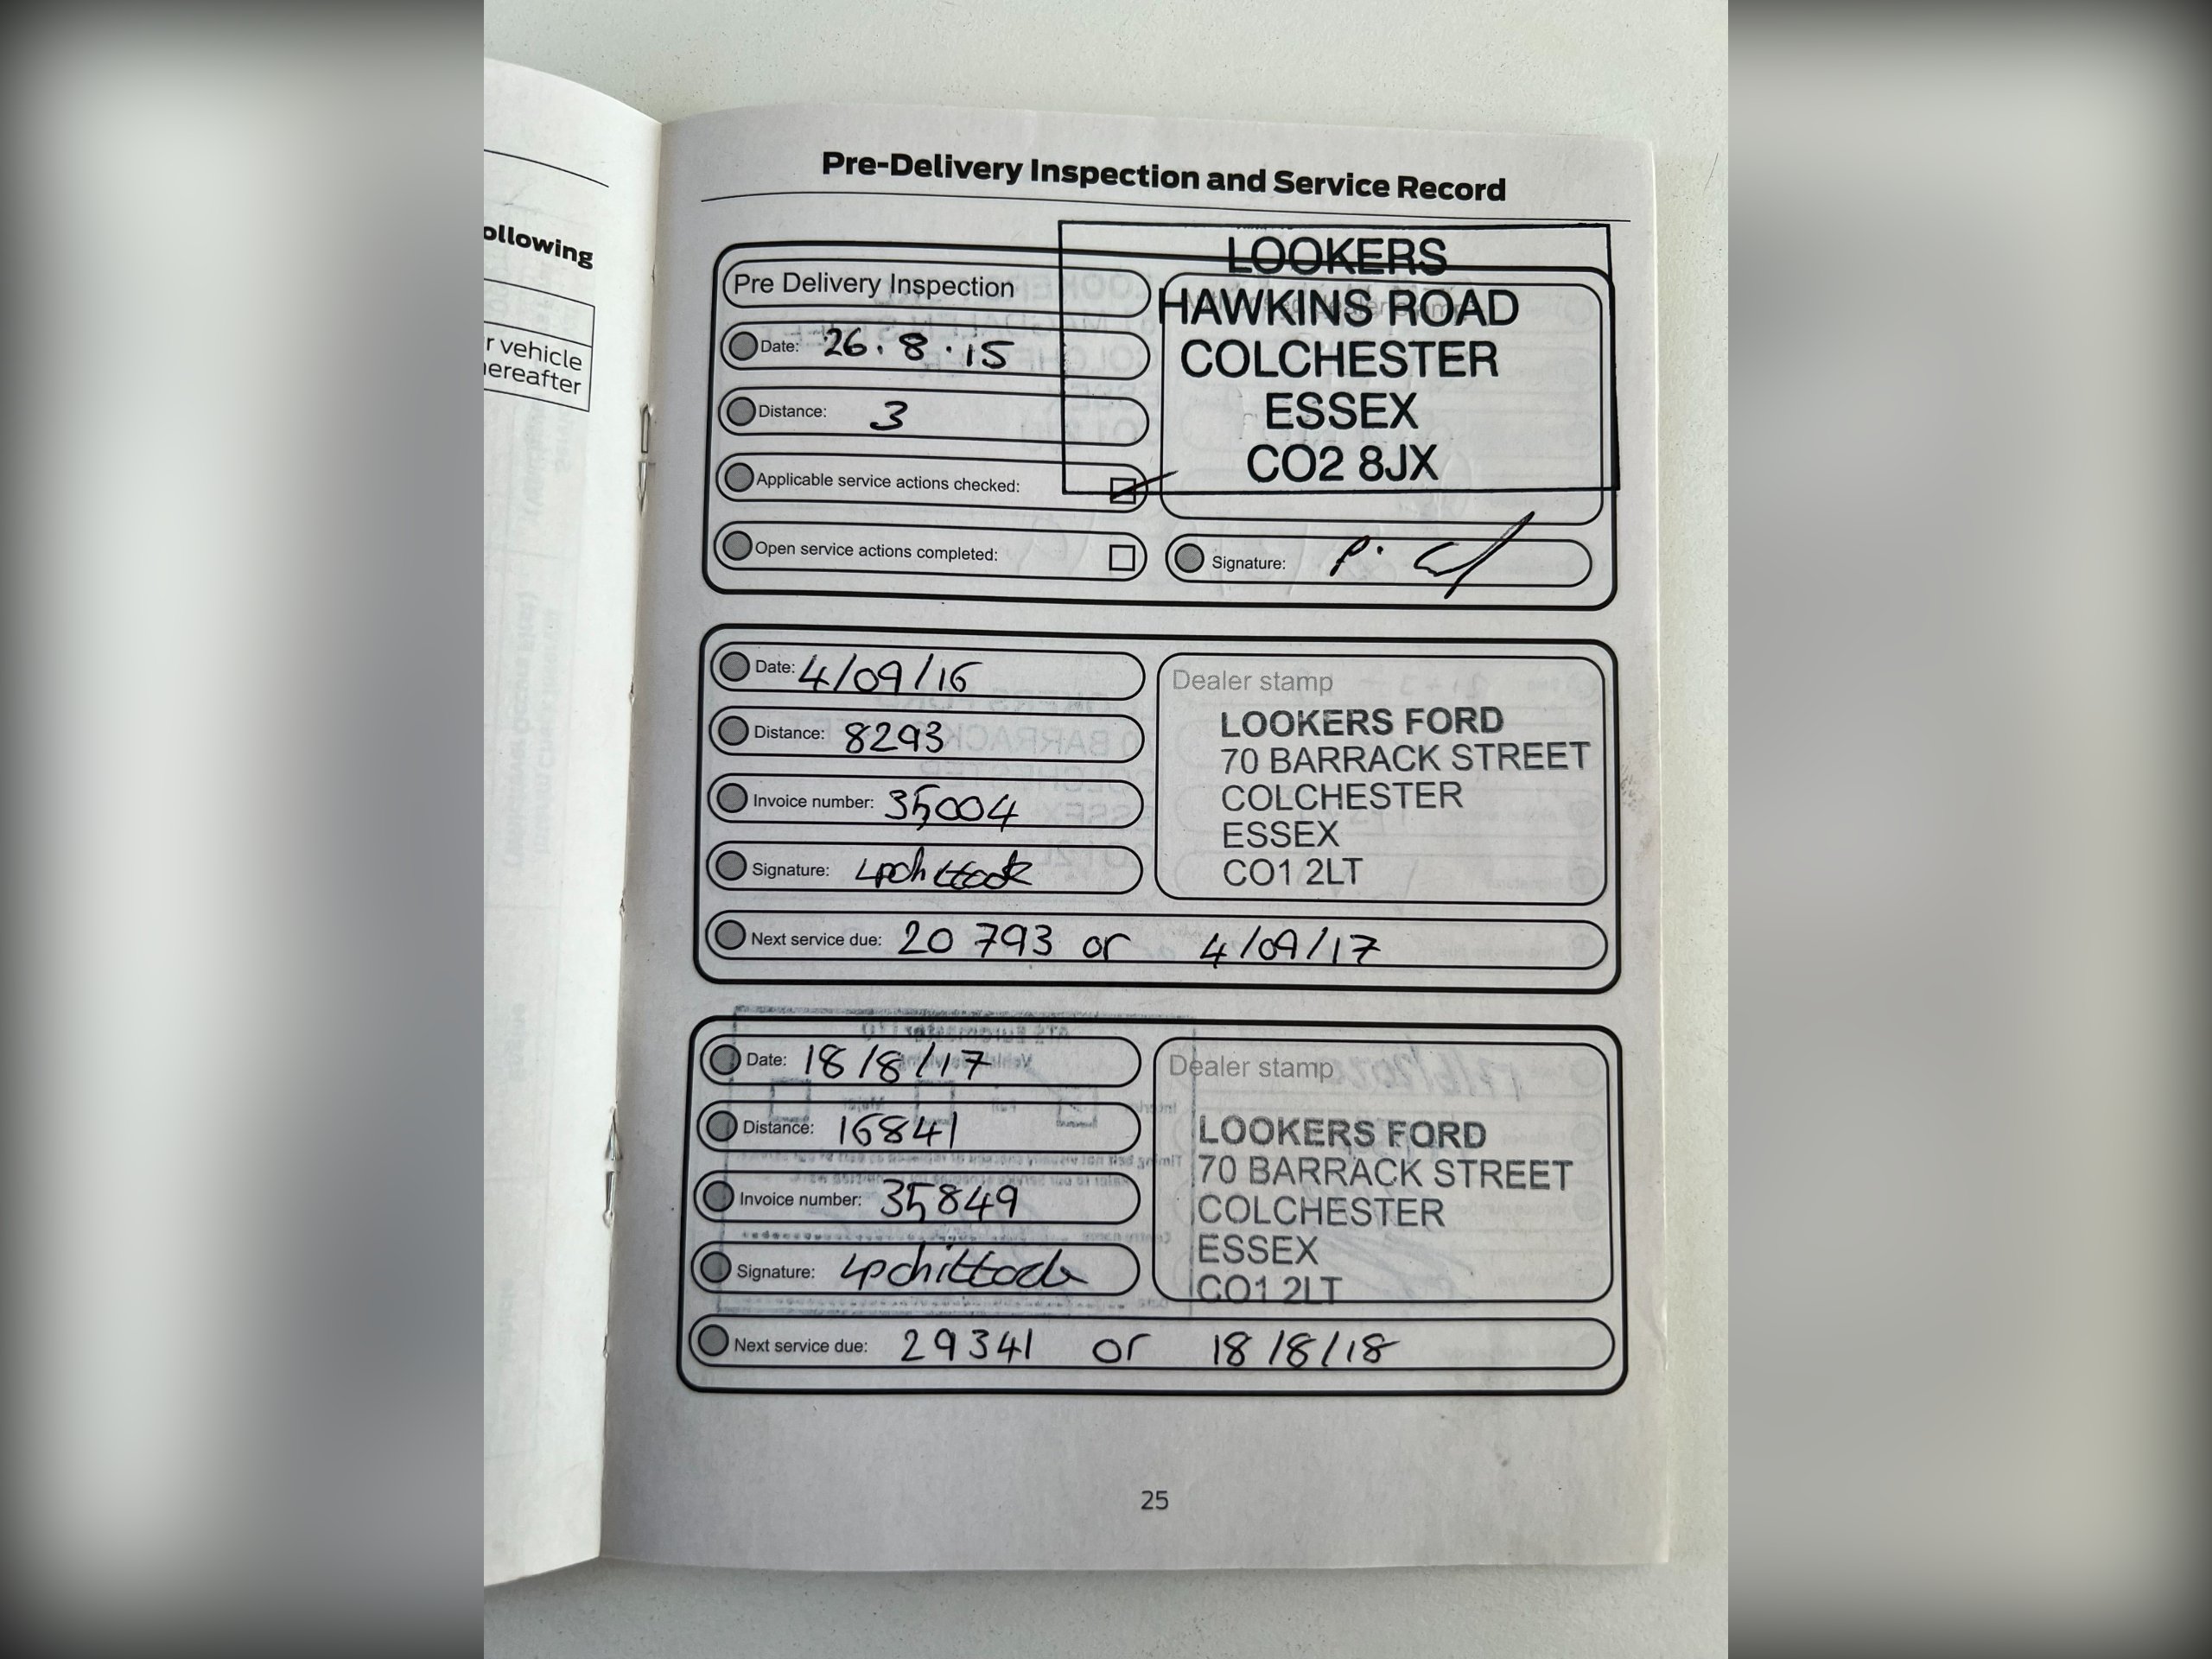 ollowing
r vehicle
hereafter
Pre-Delivery Inspection and Service Record
Pre Delivery Inspection
Date: 26.8.15
Distance: 3
Applicable service actions checked:
Open service actions completed:
LOOKERS
HAWKINS ROAD
COLCHESTER
ESSEX
CO2 8JX
Signature: P.
Date: 4/09/16
Distance: 8293
Invoice number: 35004
Signature: Lpchittock
Next service due: 20 793 or 4/09/17
Dealer stamp
LOOKERS FORD
70 BARRACK STREET
COLCHESTER
ESSEX
CO1 2LT
Date: 18/8/17
Distance: 16841
Invoice number: 35849
Signature: Lpchittock
Next service due: 29341 or 18/8/18
Dealer stamp
LOOKERS FORD
70 BARRACK STREET
COLCHESTER
ESSEX
CO1 2LT
25